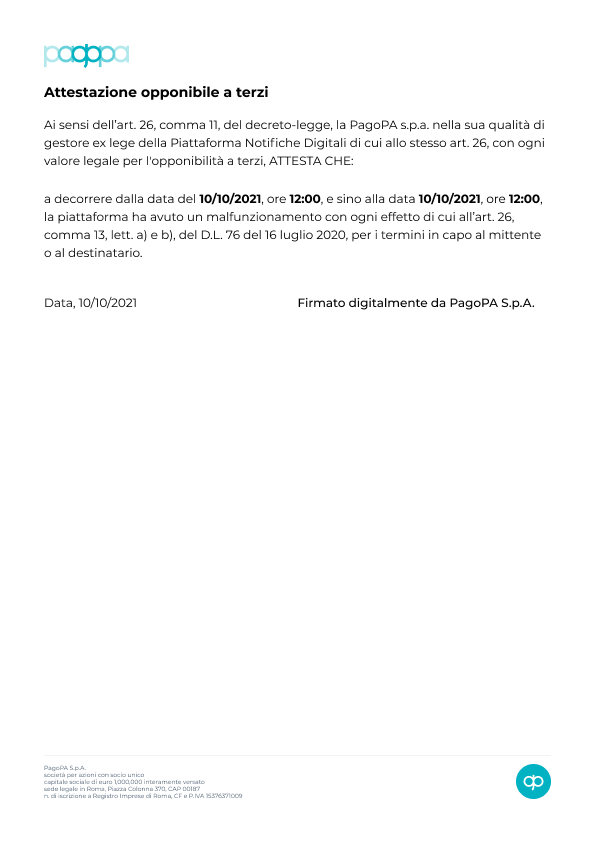 pagopa
Attestazione opponibile a terzi
Ai sensi dell'art. 26, comma 11, del decreto-legge, la PagoPA s.p.a. nella sua qualità di
gestore ex lege della Piattaforma Notifiche Digitali di cui allo stesso art. 26, con ogni
valore legale per l'opponibilità a terzi, ATTESTA CHE:
a decorrere dalla data del 10/10/2021, ore 12:00, e sino alla data 10/10/2021, ore 12:00,
la piattaforma ha avuto un malfunzionamento con ogni effetto di cui all'art. 26,
comma 13, lett. a) e b), del D.L. 76 del 16 luglio 2020, per i termini in capo al mittente
o al destinatario.
Data, 10/10/2021 Firmato digitalmente da PagoPA S.p.A.
PagoPA S.p.A.
società per azioni con socio unico
capitale sociale di euro 1,000,000 interamente versato
sede legale in Roma, Piazza Colonna 370, CAP 00187
n. di iscrizione a Registro Imprese di Roma, CF e P.IVA 15376371009